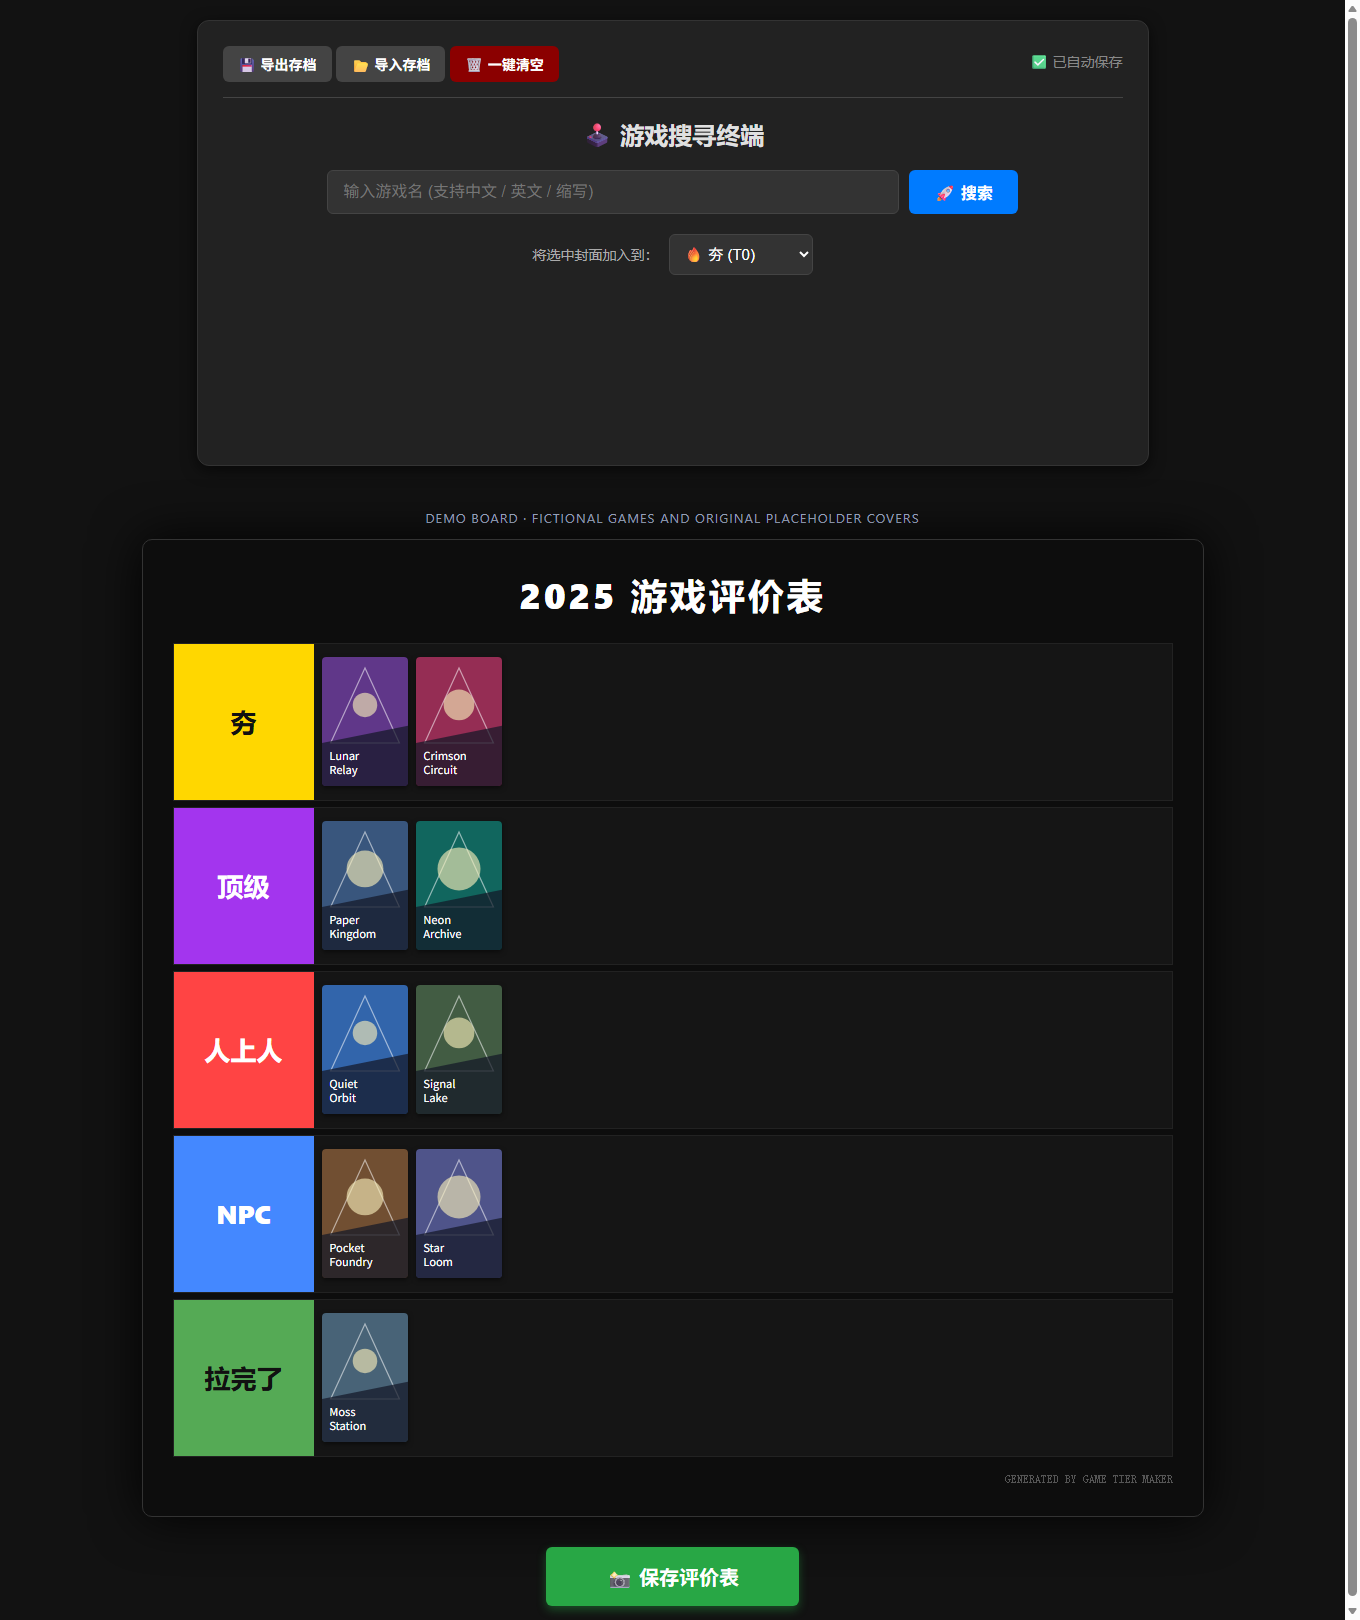 💾 导出存档
📂 导入存档
🗑️ 一键清空
✅ 已自动保存
🕹️ 游戏搜寻终端
输入游戏名 (支持中文 / 英文 / 缩写)
🚀 搜索
将选中封面加入到：
🔥 夯 (T0)
DEMO BOARD · FICTIONAL GAMES AND ORIGINAL PLACEHOLDER COVERS
2025 游戏评价表
夯
Lunar
Relay
Crimson
Circuit
顶级
Paper
Kingdom
Neon
Archive
人上人
Quiet
Orbit
Signal
Lake
NPC
Pocket
Foundry
Star
Loom
拉完了
Moss
Station
GENERATED BY GAME TIER MAKER
📸 保存评价表